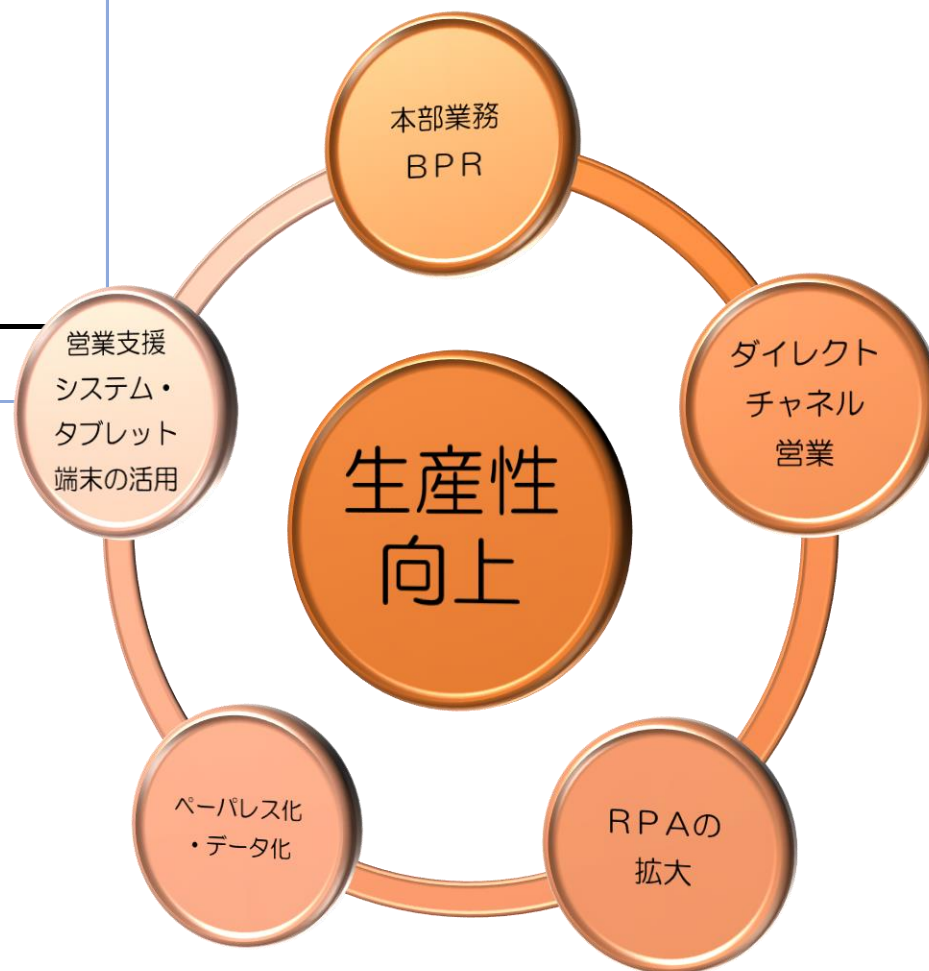 本部業務
ＢＰＲ
ダイレクト
チャネル
営業
ＲＰＡの
拡大
ペーパレス化
・データ化
営業支援
システム・
タブレット
端末の活用
生産性
向上